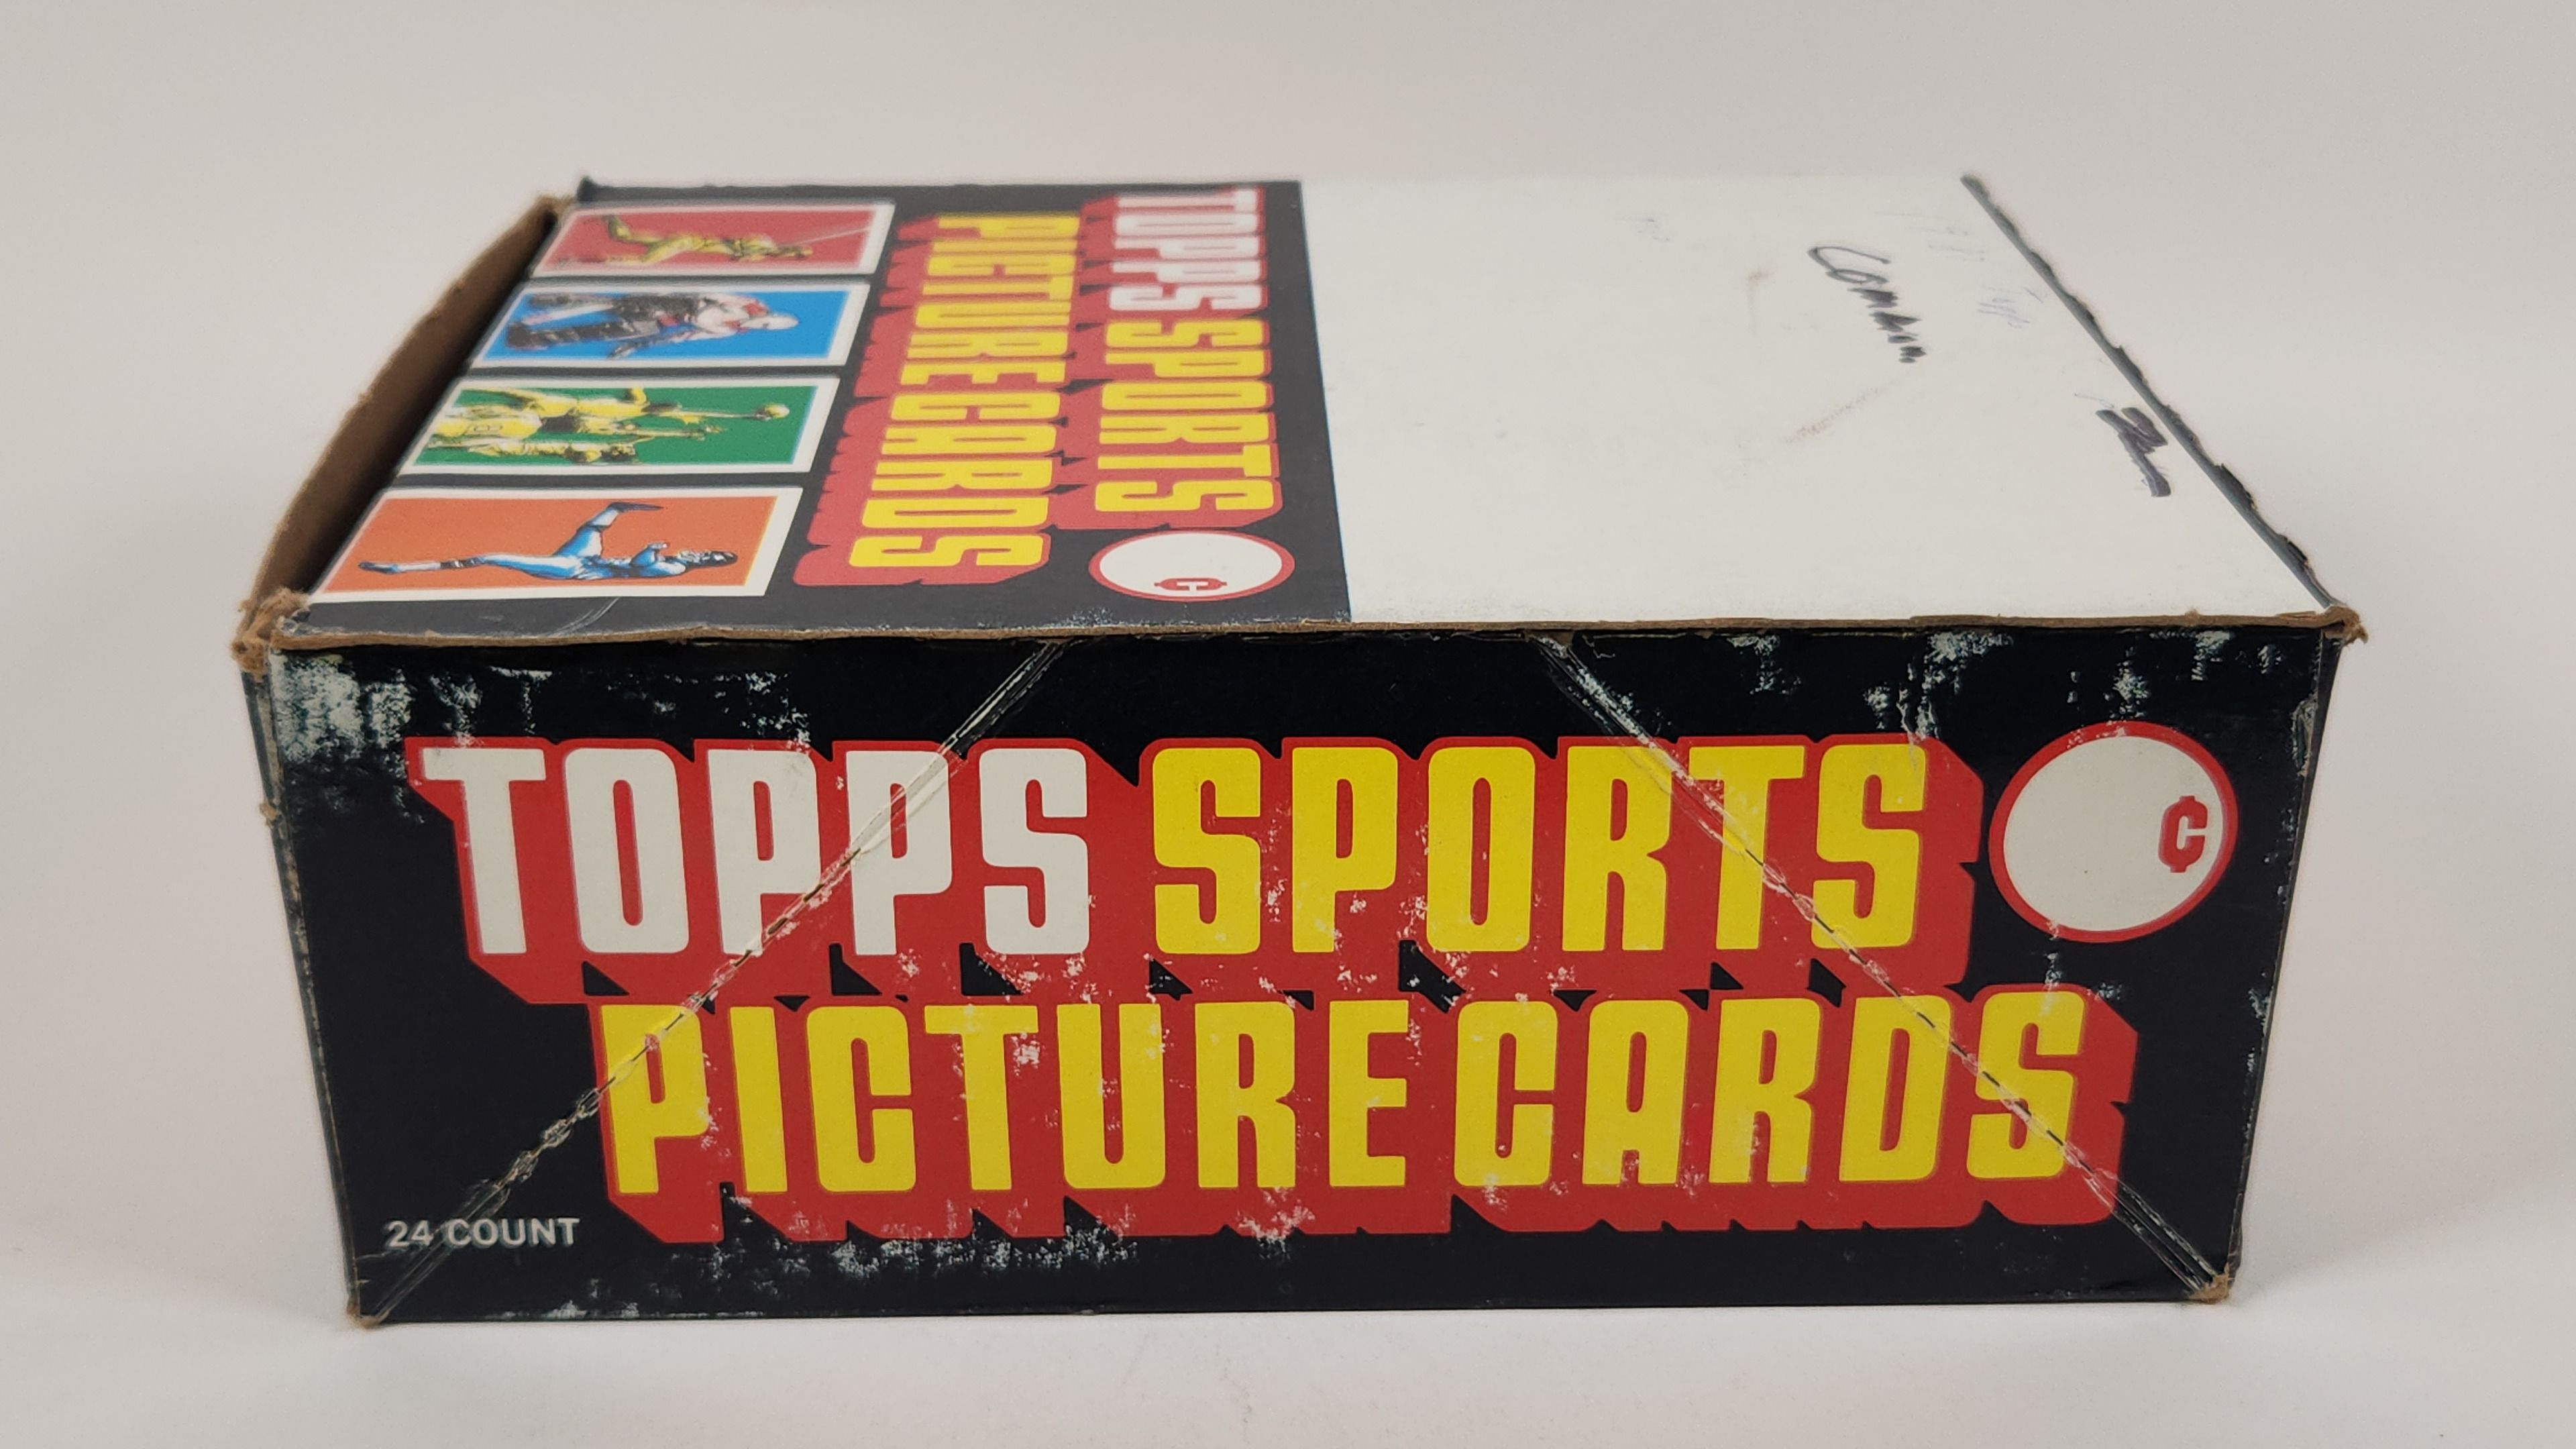 TOPPS SPORTS
PICTURE CARDS
¢
TOPPS SPORTS ¢
PICTURE CARDS
24 COUNT